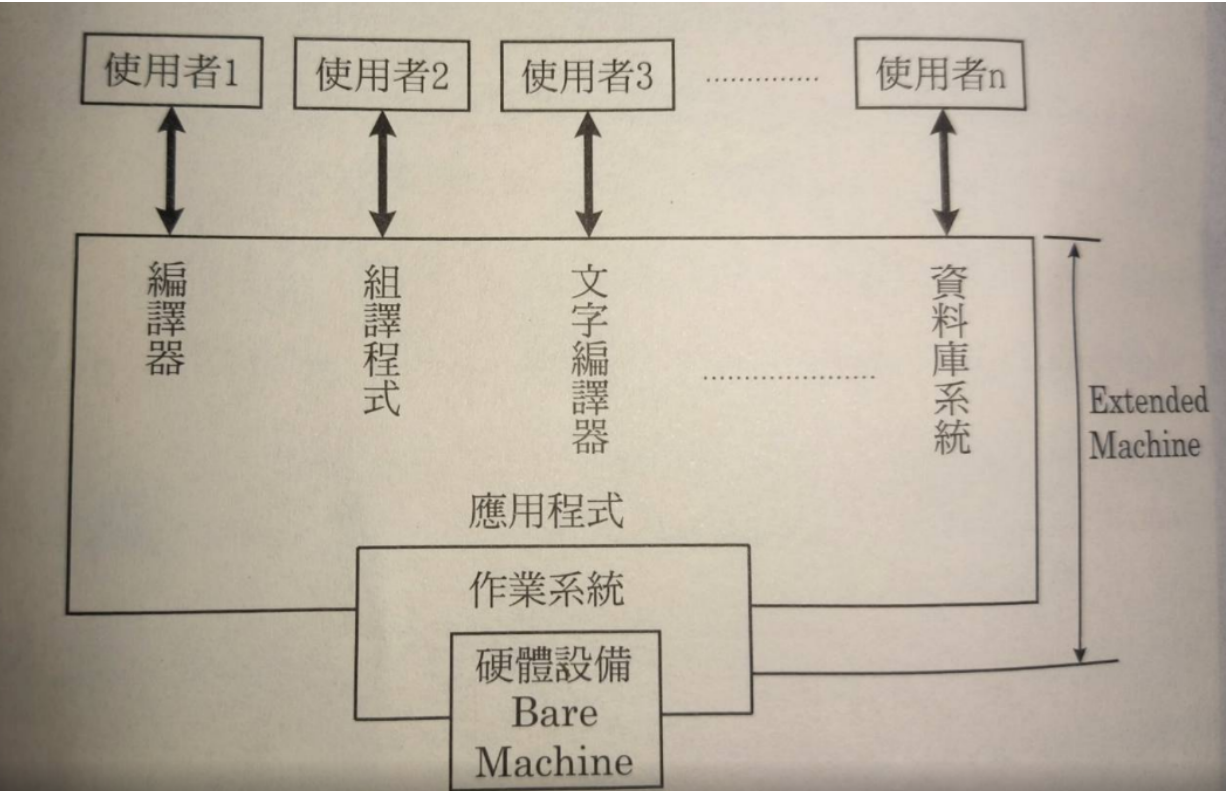 使用者1
使用者2
使用者3
..............
使用者n
編譯器
組譯程式
文字編譯器
.....................
資料庫系統
Extended
Machine
應用程式
作業系統
硬體設備
Bare
Machine